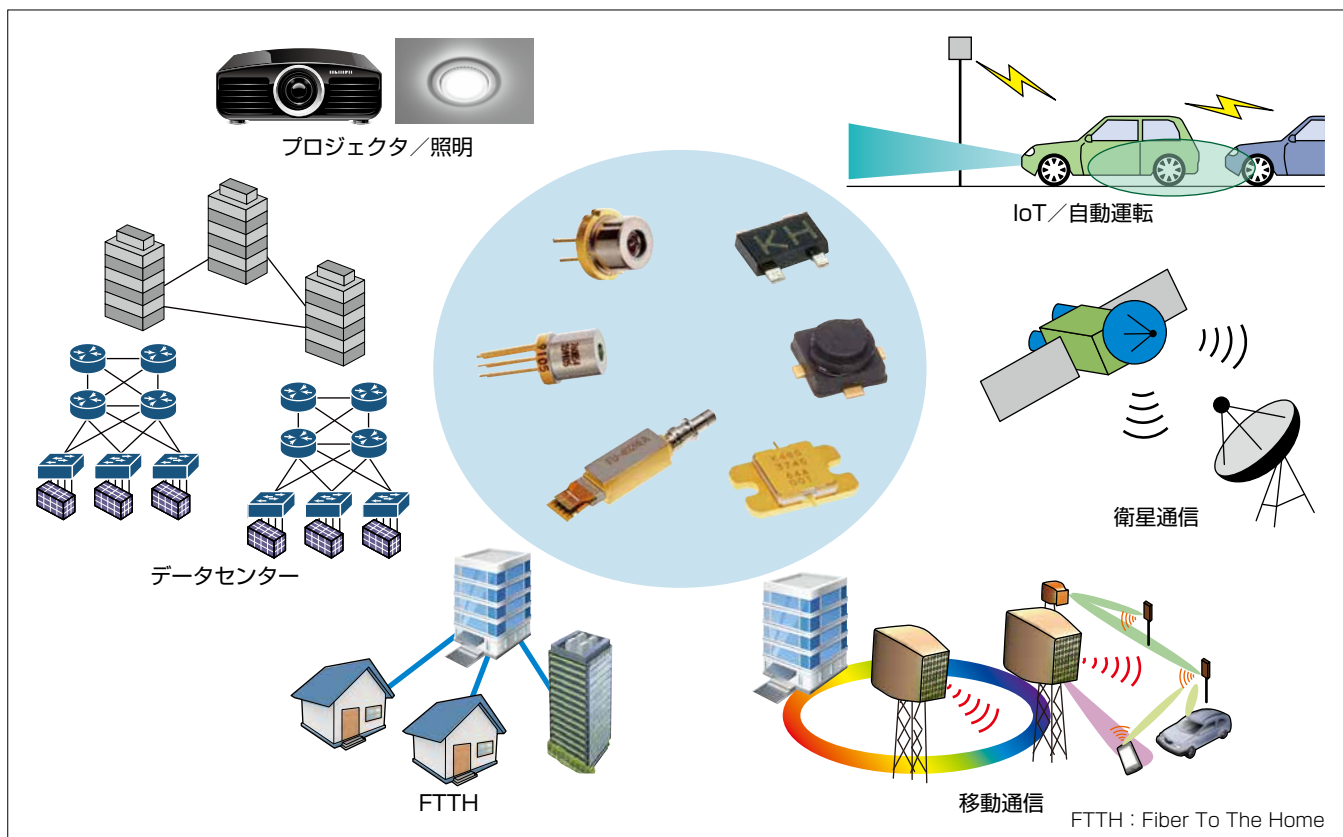 プロジェクタ／照明
IoT／自動運転
KH
衛星通信
データセンター
FTTH
移動通信
FTTH：Fiber To The Home